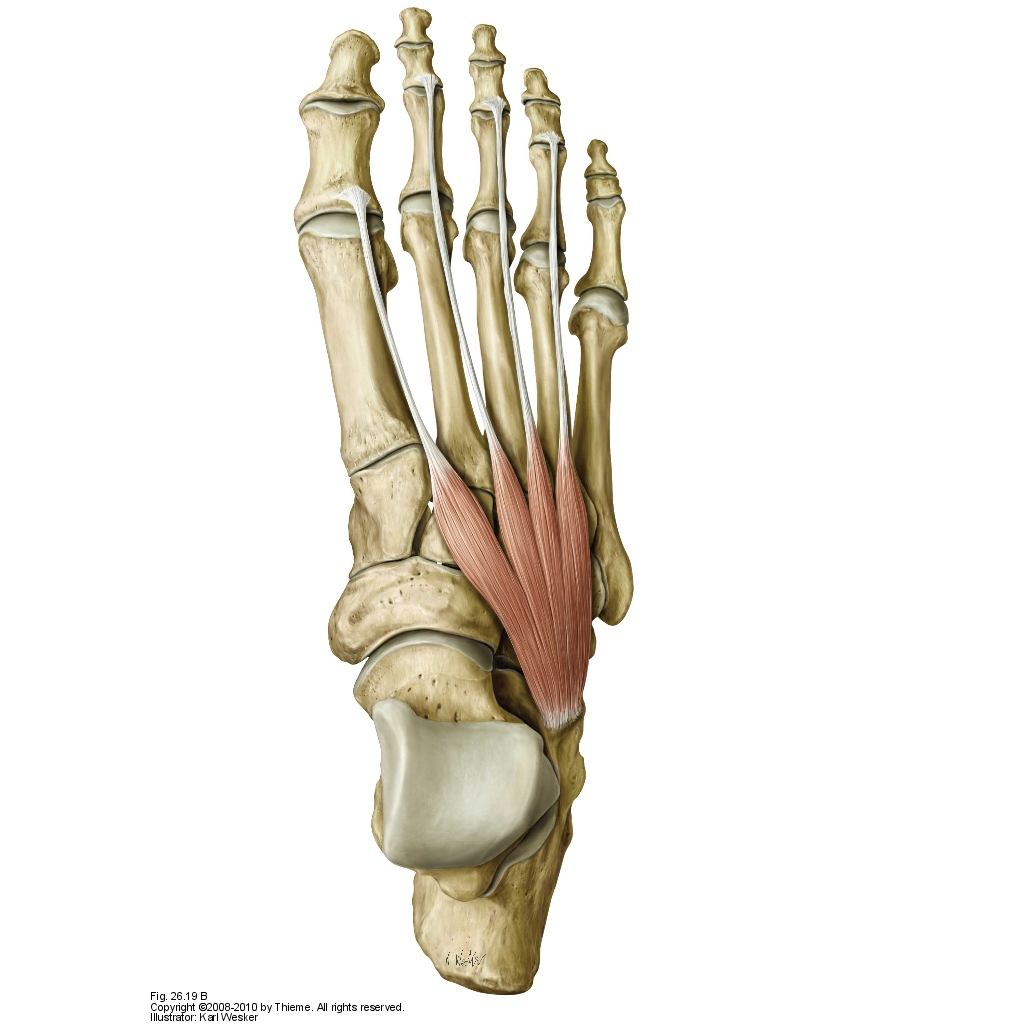 Fig. 26.19 B
Copyright ©2008-2010 by Thieme. All rights reserved.
Illustrator: Karl Wesker